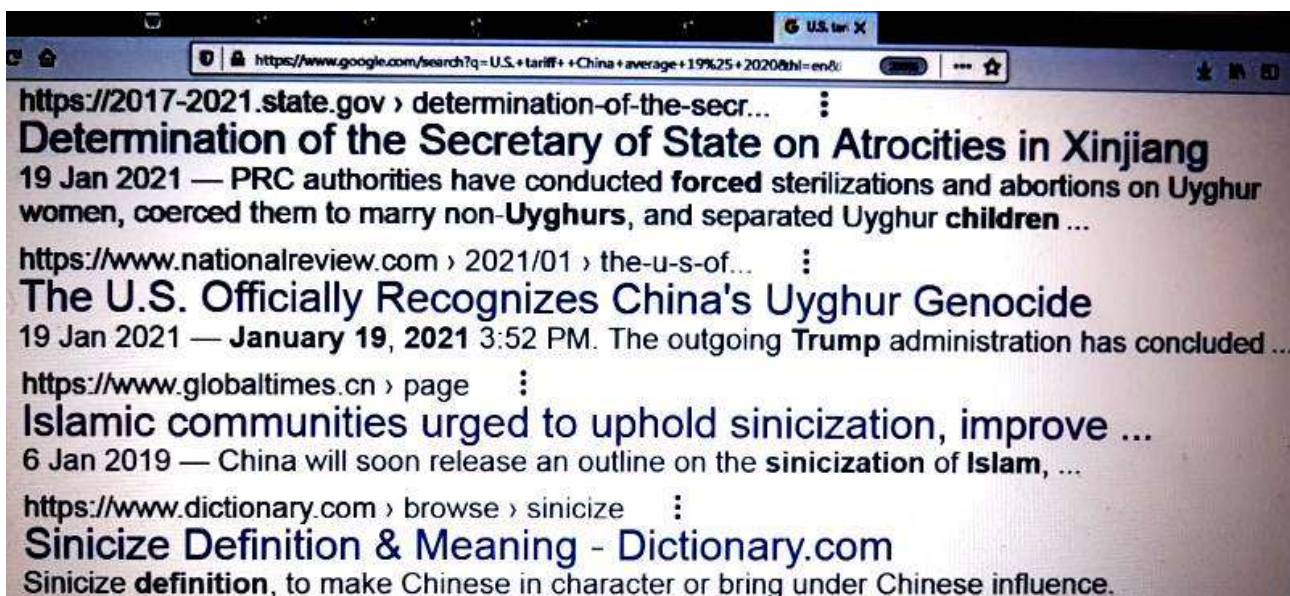 U.S. tari
https://www.google.com/search?q=U.S.+tariff++China+average+19%25+2020&hl=en&
https://2017-2021.state.gov › determination-of-the-secr...
Determination of the Secretary of State on Atrocities in Xinjiang
19 Jan 2021 — PRC authorities have conducted forced sterilizations and abortions on Uyghur
women, coerced them to marry non-Uyghurs, and separated Uyghur children ...
https://www.nationalreview.com › 2021/01 › the-u-s-of...
The U.S. Officially Recognizes China's Uyghur Genocide
19 Jan 2021 — January 19, 2021 3:52 PM. The outgoing Trump administration has concluded ...
https://www.globaltimes.cn › page
Islamic communities urged to uphold sinicization, improve ...
6 Jan 2019 — China will soon release an outline on the sinicization of Islam, ...
https://www.dictionary.com › browse › sinicize
Sinicize Definition & Meaning - Dictionary.com
Sinicize definition, to make Chinese in character or bring under Chinese influence.